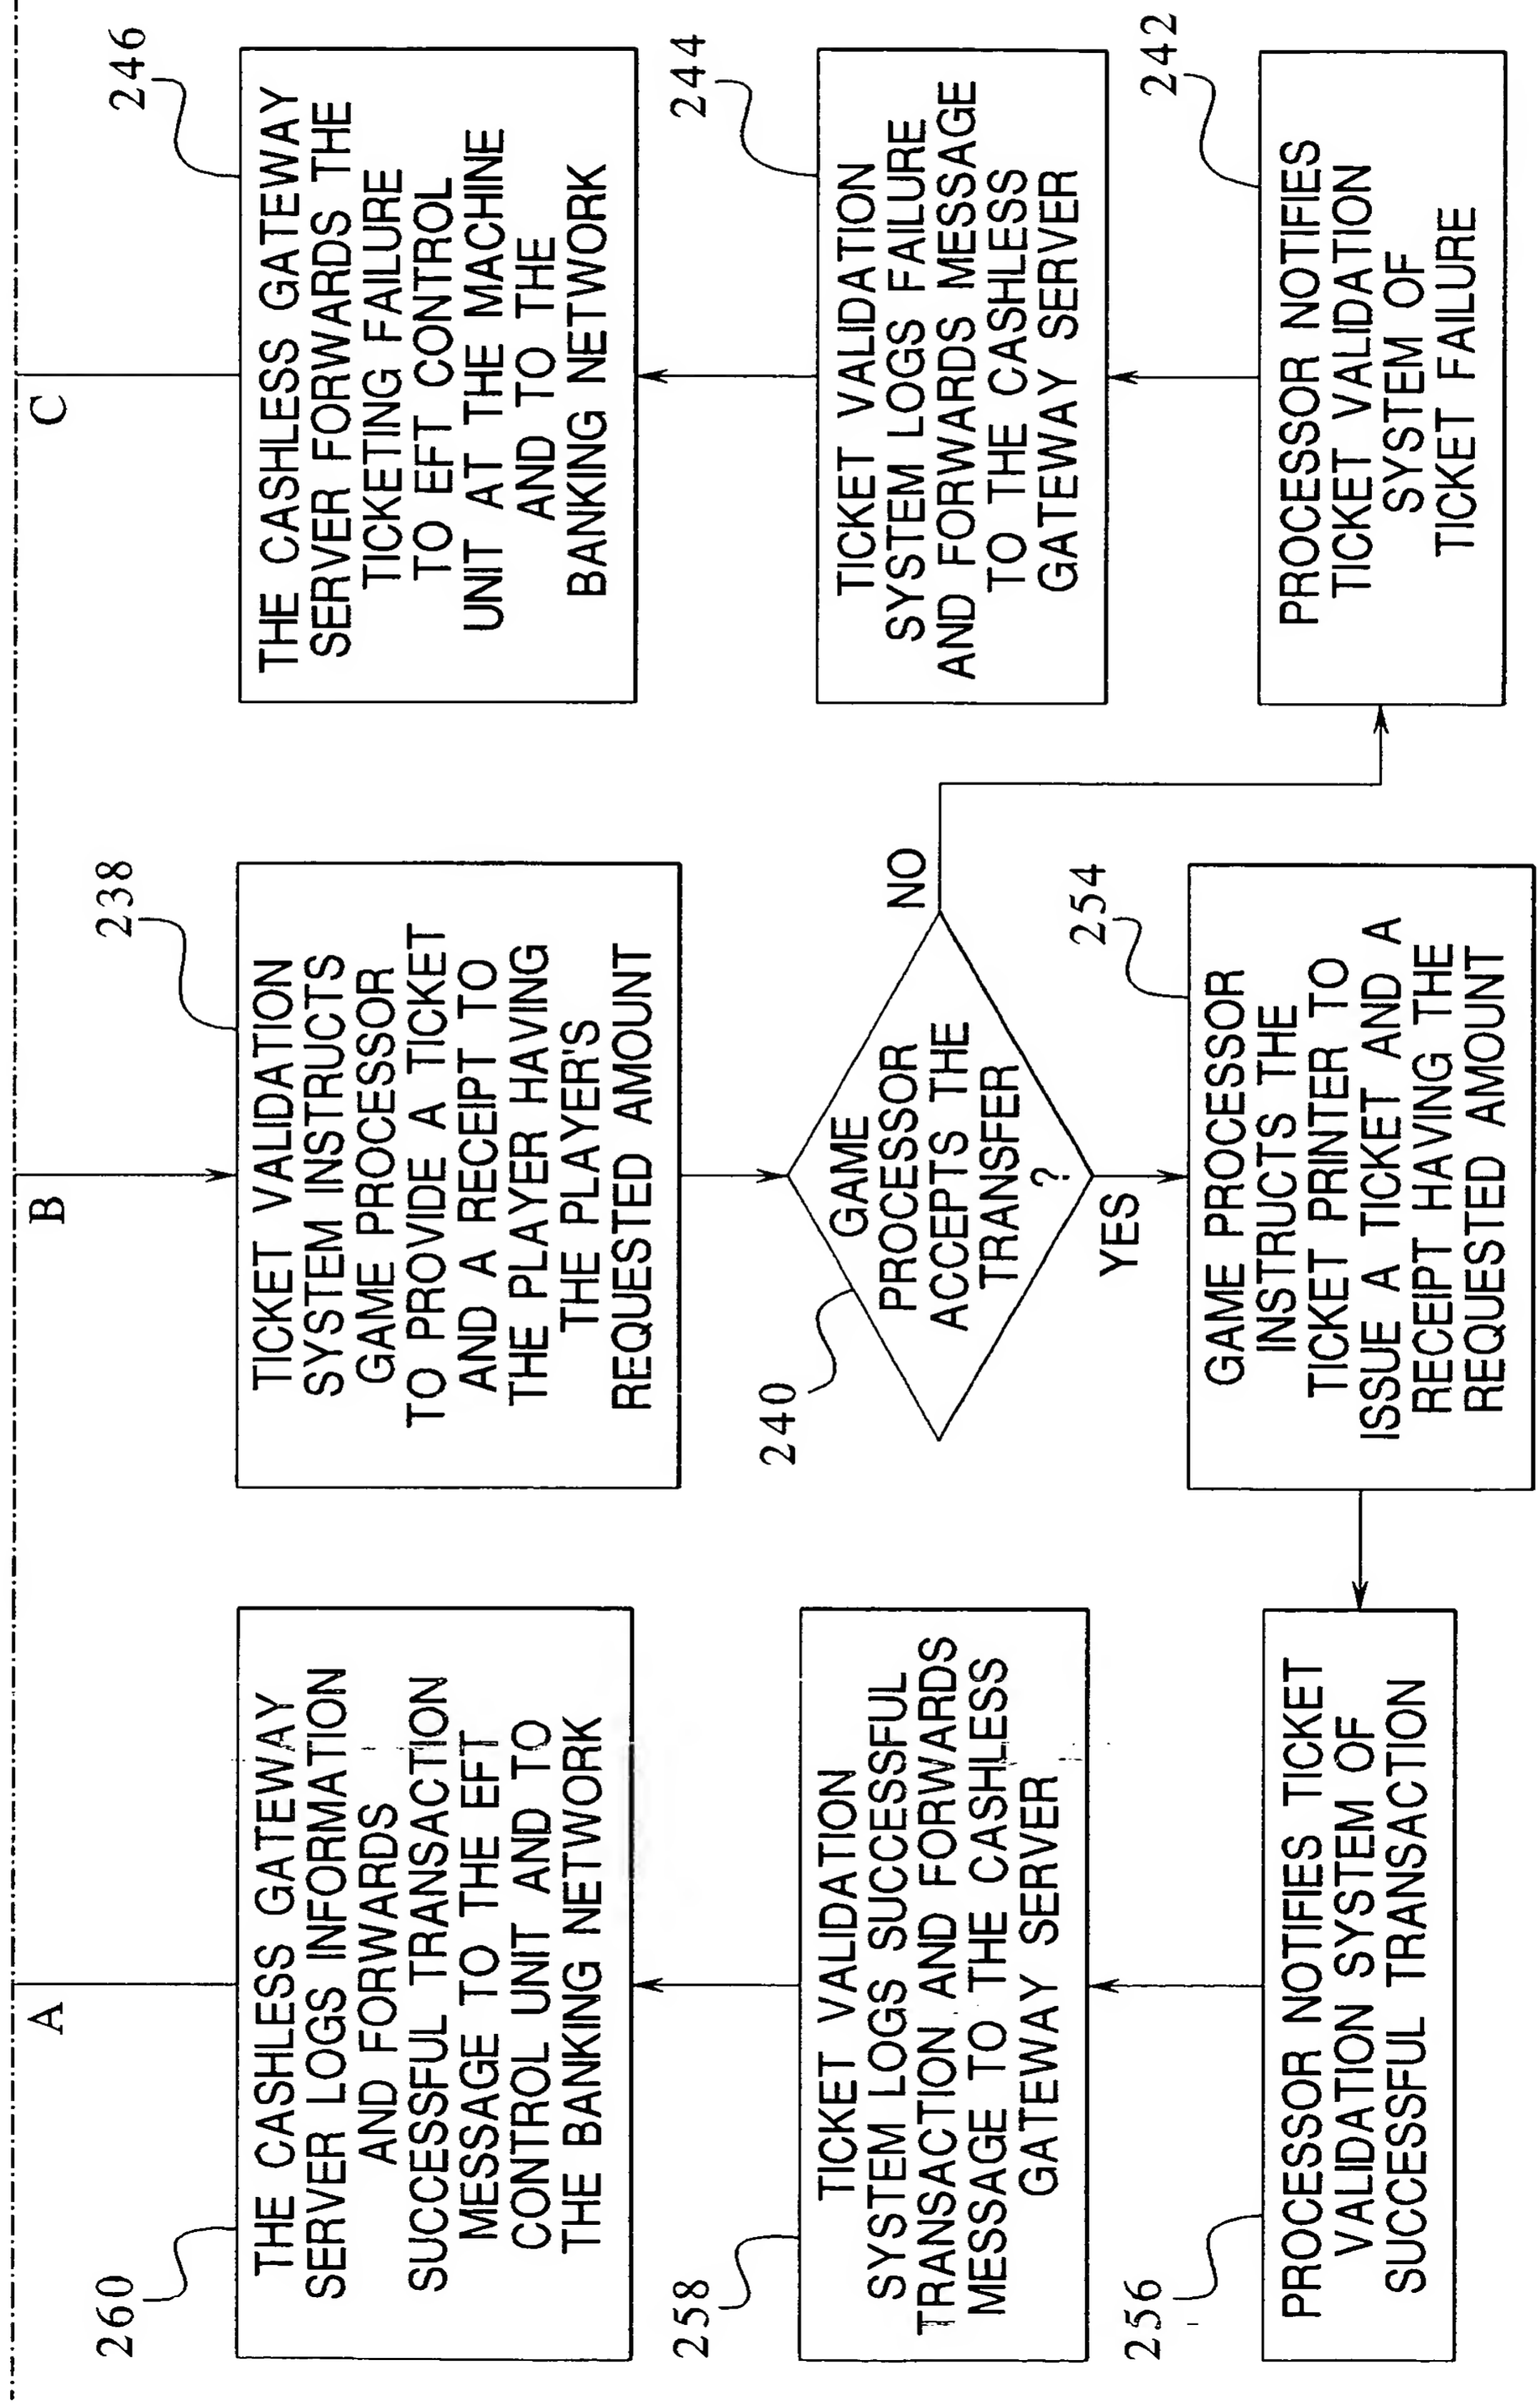 A
260
THE CASHLESS GATEWAY
SERVER LOGS INFORMATION
AND FORWARDS
SUCCESSFUL TRANSACTION
MESSAGE TO THE EFT
CONTROL UNIT AND TO
THE BANKING NETWORK
258
TICKET VALIDATION
SYSTEM LOGS SUCCESSFUL
TRANSACTION AND FORWARDS
MESSAGE TO THE CASHLESS
GATEWAY SERVER
256
PROCESSOR NOTIFIES TICKET
VALIDATION SYSTEM OF
SUCCESSFUL TRANSACTION
B
238
TICKET VALIDATION
SYSTEM INSTRUCTS
GAME PROCESSOR
TO PROVIDE A TICKET
AND A RECEIPT TO
THE PLAYER HAVING
THE PLAYER'S
REQUESTED AMOUNT
240
GAME
PROCESSOR
ACCEPTS THE
TRANSFER
?
NO
YES
254
GAME PROCESSOR
INSTRUCTS THE
TICKET PRINTER TO
ISSUE A TICKET AND A
RECEIPT HAVING THE
REQUESTED AMOUNT
C
246
THE CASHLESS GATEWAY
SERVER FORWARDS THE
TICKETING FAILURE
TO EFT CONTROL
UNIT AT THE MACHINE
AND TO THE
BANKING NETWORK
244
TICKET VALIDATION
SYSTEM LOGS FAILURE
AND FORWARDS MESSAGE
TO THE CASHLESS
GATEWAY SERVER
242
PROCESSOR NOTIFIES
TICKET VALIDATION
SYSTEM OF
TICKET FAILURE